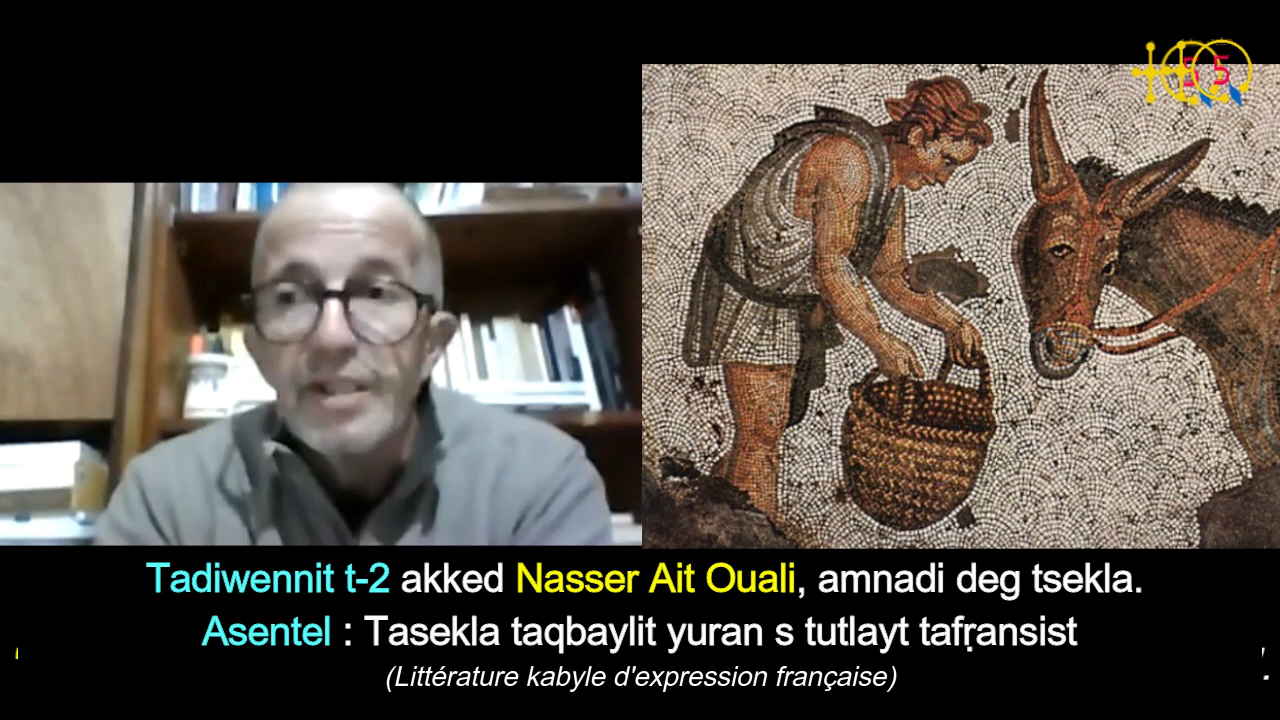 Tadiwennit t-2 akked Nasser Ait Ouali, amnadi deg tsekla.
Asentel : Tasekla taqbaylit yuran s tutlayt tafṛansist
(Littérature kabyle d'expression française)